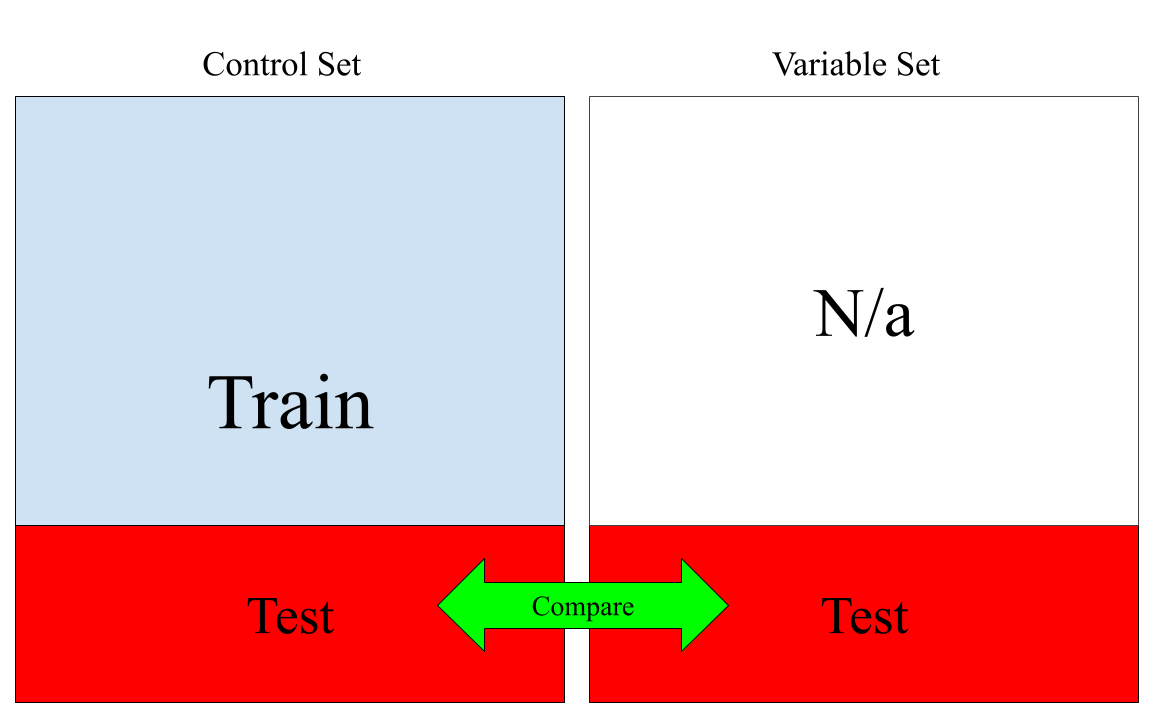 Control Set
Variable Set
Train
N/a
Test
Compare
Test